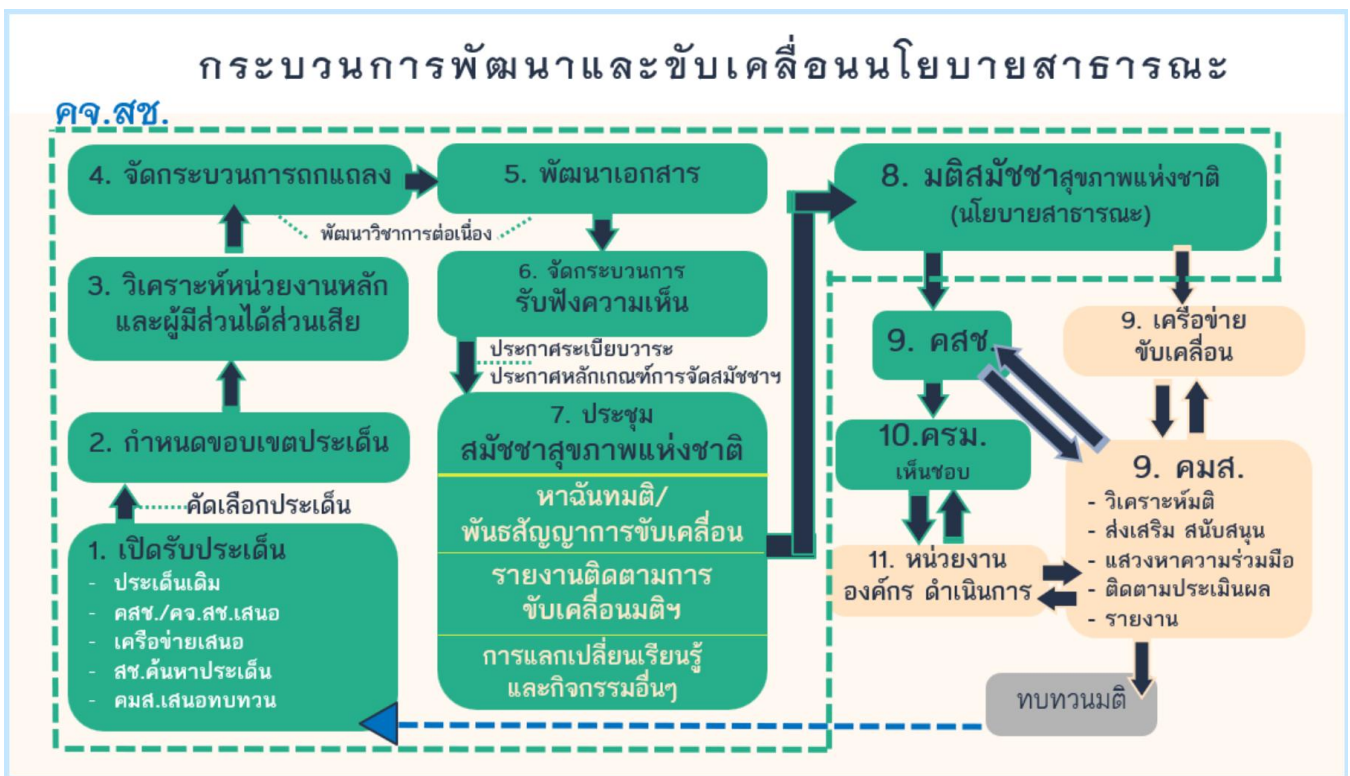 กระบวนการพัฒนาและขับเคลื่อนนโยบายสาธารณะ
คจ.สช.
4. จัดกระบวนการถกแถลง
5. พัฒนาเอกสาร
พัฒนาวิชาการต่อเนื่อง
3. วิเคราะห์หน่วยงานหลัก
และผู้มีส่วนได้ส่วนเสีย
6. จัดกระบวนการ
รับฟังความเห็น
ประกาศระเบียบวาระ
ประกาศหลักเกณฑ์การจัดสมัชชาฯ
2. กำหนดขอบเขตประเด็น
คัดเลือกประเด็น
1. เปิดรับประเด็น
- ประเด็นเดิม
- คสช./คจ.สช.เสนอ
- เครือข่ายเสนอ
- สช.ค้นหาประเด็น
- คมส.เสนอทบทวน
7. ประชุม
สมัชชาสุขภาพแห่งชาติ
หาฉันทมติ/
พันธสัญญาการขับเคลื่อน
รายงานติดตามการ
ขับเคลื่อนมติฯ
การแลกเปลี่ยนเรียนรู้
และกิจกรรมอื่นๆ
8. มติสมัชชาสุขภาพแห่งชาติ
(นโยบายสาธารณะ)
9. คสช.
9. เครือข่าย
ขับเคลื่อน
10.ครม.
เห็นชอบ
9. คมส.
- วิเคราะห์มติ
- ส่งเสริม สนับสนุน
- แสวงหาความร่วมมือ
- ติดตามประเมินผล
- รายงาน
11. หน่วยงาน
องค์กร ดำเนินการ
ทบทวนมติ